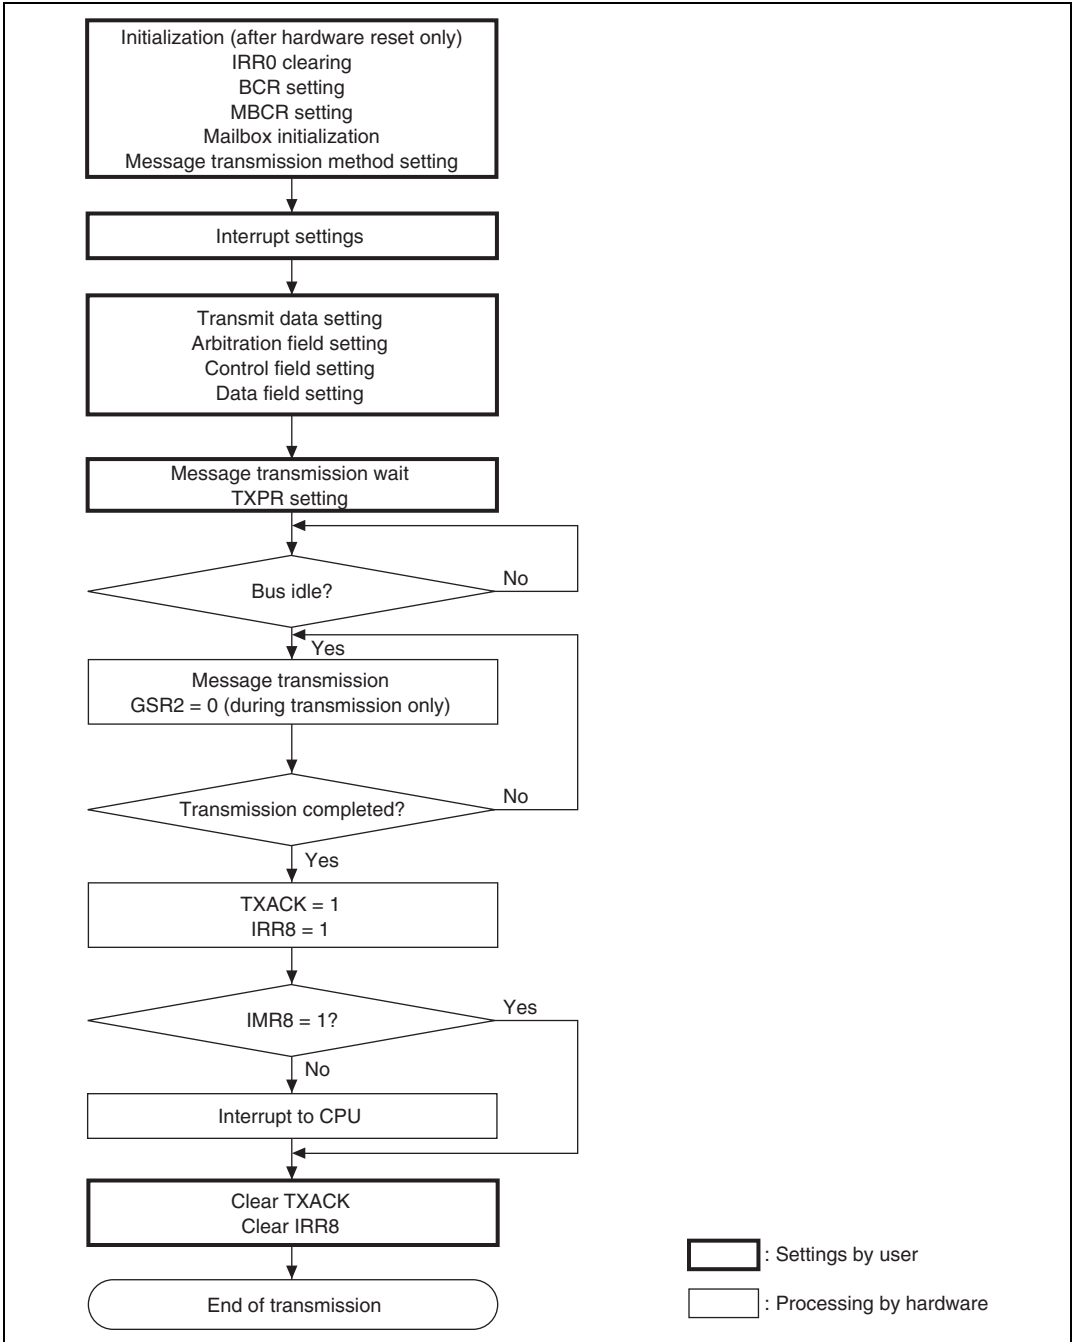 Initialization (after hardware reset only)
IRR0 clearing
BCR setting
MBCR setting
Mailbox initialization
Message transmission method setting
Interrupt settings
Transmit data setting
Arbitration field setting
Control field setting
Data field setting
Message transmission wait
TXPR setting
Bus idle?
No
Yes
Message transmission
GSR2 = 0 (during transmission only)
Transmission completed?
No
Yes
TXACK = 1
IRR8 = 1
IMR8 = 1?
Yes
No
Interrupt to CPU
Clear TXACK
Clear IRR8
End of transmission
: Settings by user
: Processing by hardware